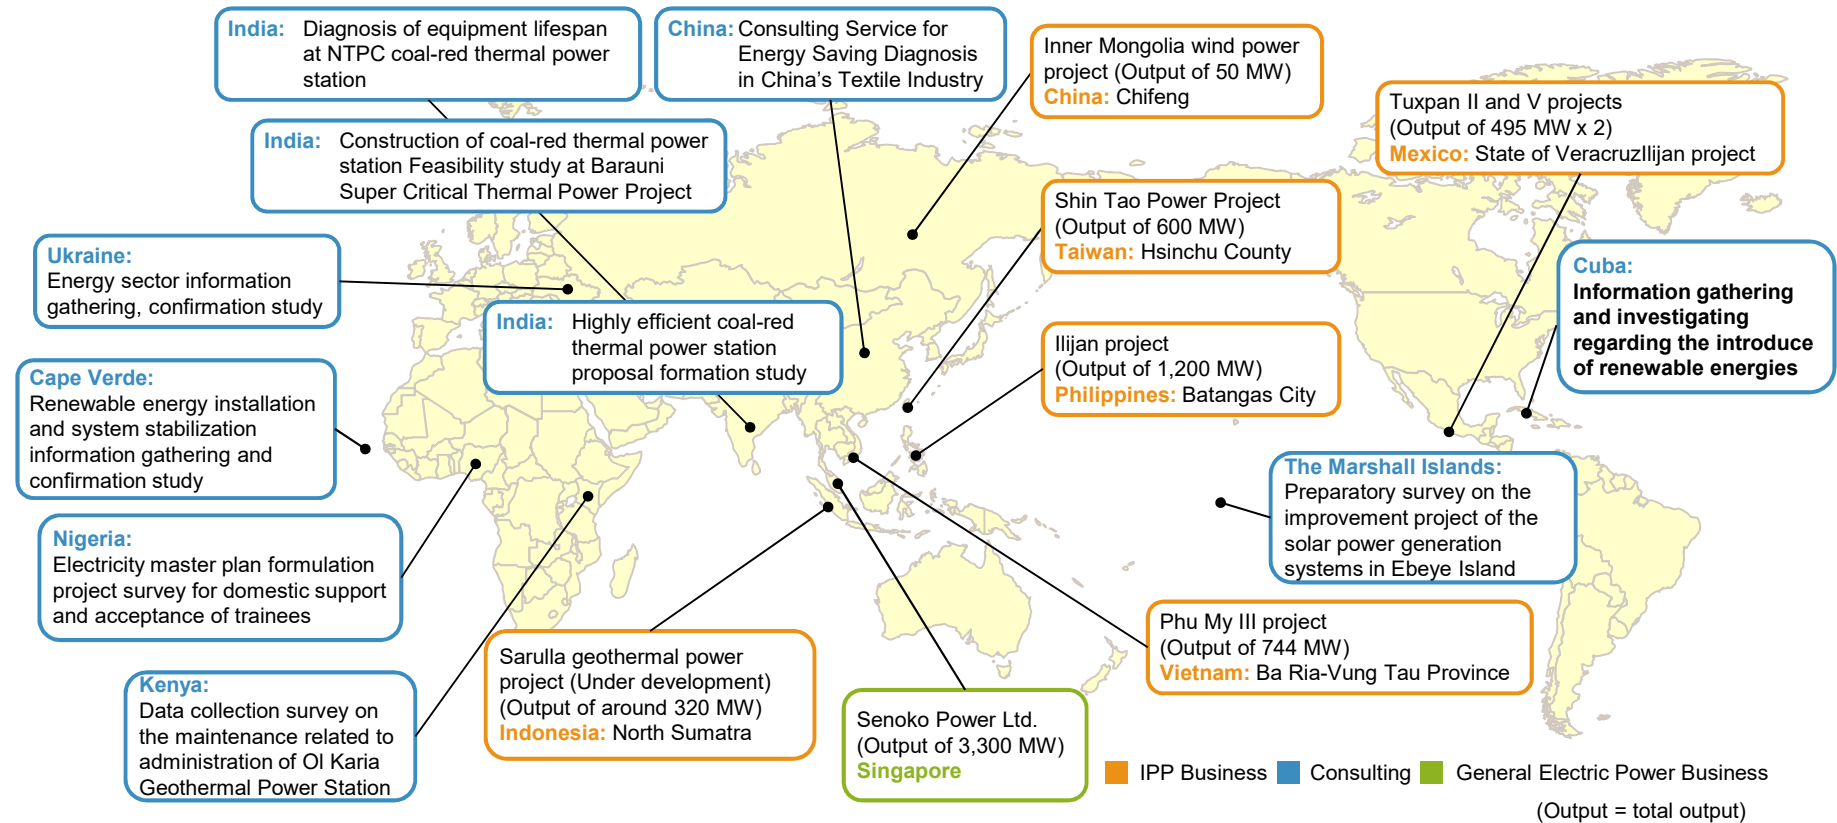 India: Diagnosis of equipment lifespan
at NTPC coal-red thermal power
station
China: Consulting Service for
Energy Saving Diagnosis
in China's Textile Industry
Inner Mongolia wind power
project (Output of 50 MW)
China: Chifeng
Tuxpan II and V projects
(Output of 495 MW x 2)
Mexico: State of VeracruzIlijan project
India: Construction of coal-red thermal power
station Feasibility study at Barauni
Super Critical Thermal Power Project
Shin Tao Power Project
(Output of 600 MW)
Taiwan: Hsinchu County
Ukraine:
Energy sector information
gathering, confirmation study
Cuba:
Information gathering
and investigating
regarding the introduce
of renewable energies
India: Highly efficient coal-red
thermal power station
proposal formation study
Ilijan project
(Output of 1,200 MW)
Philippines: Batangas City
Cape Verde:
Renewable energy installation
and system stabilization
information gathering and
confirmation study
The Marshall Islands:
Preparatory survey on the
improvement project of the
solar power generation
systems in Ebeye Island
Nigeria:
Electricity master plan formulation
project survey for domestic support
and acceptance of trainees
Phu My III project
(Output of 744 MW)
Vietnam: Ba Ria-Vung Tau Province
Sarulla geothermal power
project (Under development)
(Output of around 320 MW)
Indonesia: North Sumatra
Kenya:
Data collection survey on
the maintenance related to
administration of Ol Karia
Geothermal Power Station
Senoko Power Ltd.
(Output of 3,300 MW)
Singapore
IPP Business Consulting General Electric Power Business
(Output = total output)